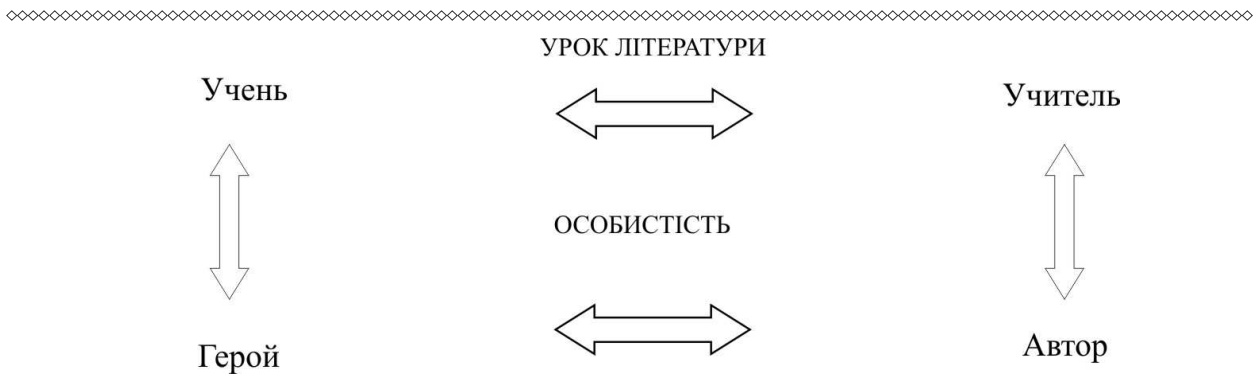 УРОК ЛІТЕРАТУРИ
Учень
Учитель
ОСОБИСТІСТЬ
Герой
Автор